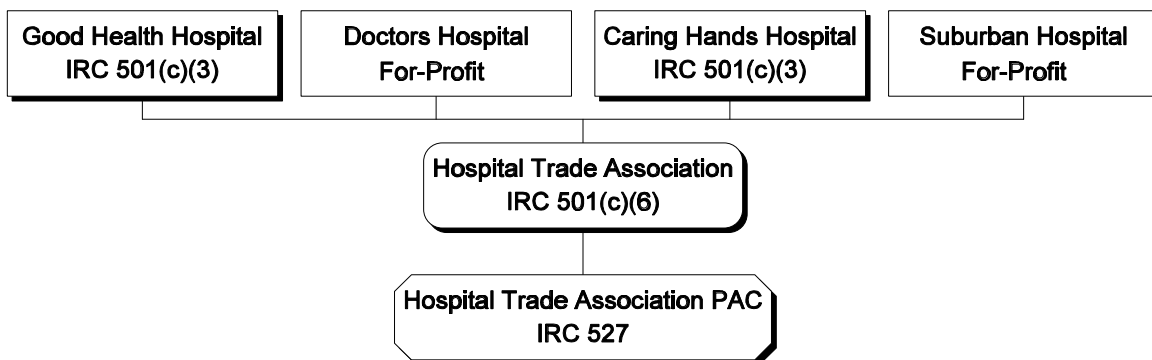 Good Health Hospital
IRC 501(c)(3)
Doctors Hospital
For-Profit
Caring Hands Hospital
IRC 501(c)(3)
Suburban Hospital
For-Profit
Hospital Trade Association
IRC 501(c)(6)
Hospital Trade Association PAC
IRC 527